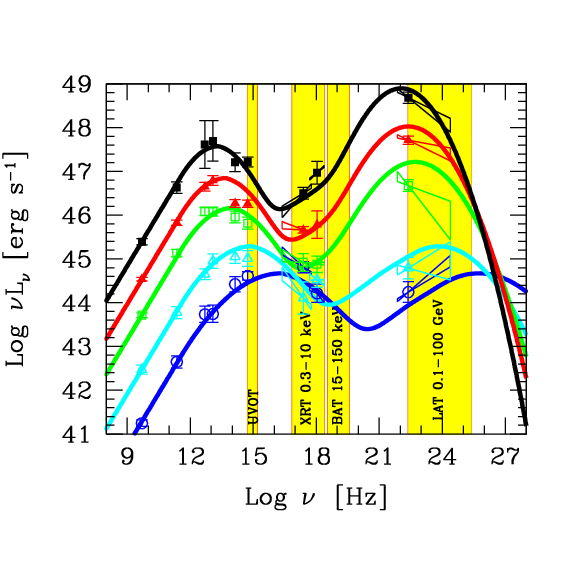 49
48
47
46
45
44
43
42
41
Log νLν [erg s−1]
UVOT
XRT 0.3−10 keV
BAT 15−150 keV
LAT 0.1−100 GeV
9 12 15 18 21 24 27
Log ν [Hz]